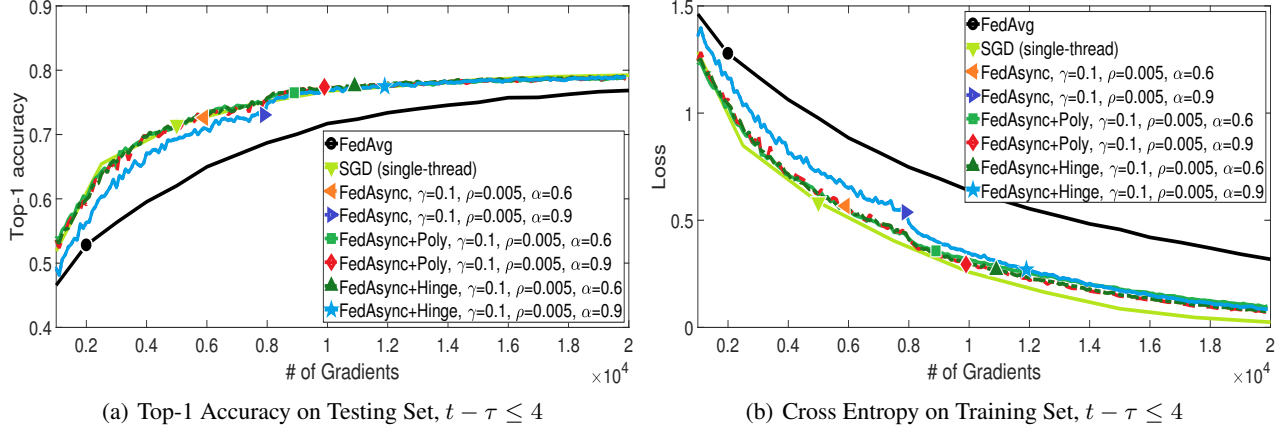 0.9
0.8
0.7
0.6
0.5
0.4
Top-1 accuracy
FedAvg
SGD (single-thread)
FedAsync, γ=0.1, ρ=0.005, α=0.6
FedAsync, γ=0.1, ρ=0.005, α=0.9
FedAsync+Poly, γ=0.1, ρ=0.005, α=0.6
FedAsync+Poly, γ=0.1, ρ=0.005, α=0.9
FedAsync+Hinge, γ=0.1, ρ=0.005, α=0.6
FedAsync+Hinge, γ=0.1, ρ=0.005, α=0.9
0.2 0.4 0.6 0.8 1 1.2 1.4 1.6 1.8 2
# of Gradients
×10⁴
(a) Top-1 Accuracy on Testing Set, t − τ ≤ 4
1.5
1
0.5
0
Loss
FedAvg
SGD (single-thread)
FedAsync, γ=0.1, ρ=0.005, α=0.6
FedAsync, γ=0.1, ρ=0.005, α=0.9
FedAsync+Poly, γ=0.1, ρ=0.005, α=0.6
FedAsync+Poly, γ=0.1, ρ=0.005, α=0.9
FedAsync+Hinge, γ=0.1, ρ=0.005, α=0.6
FedAsync+Hinge, γ=0.1, ρ=0.005, α=0.9
0.2 0.4 0.6 0.8 1 1.2 1.4 1.6 1.8 2
# of Gradients
×10⁴
(b) Cross Entropy on Training Set, t − τ ≤ 4